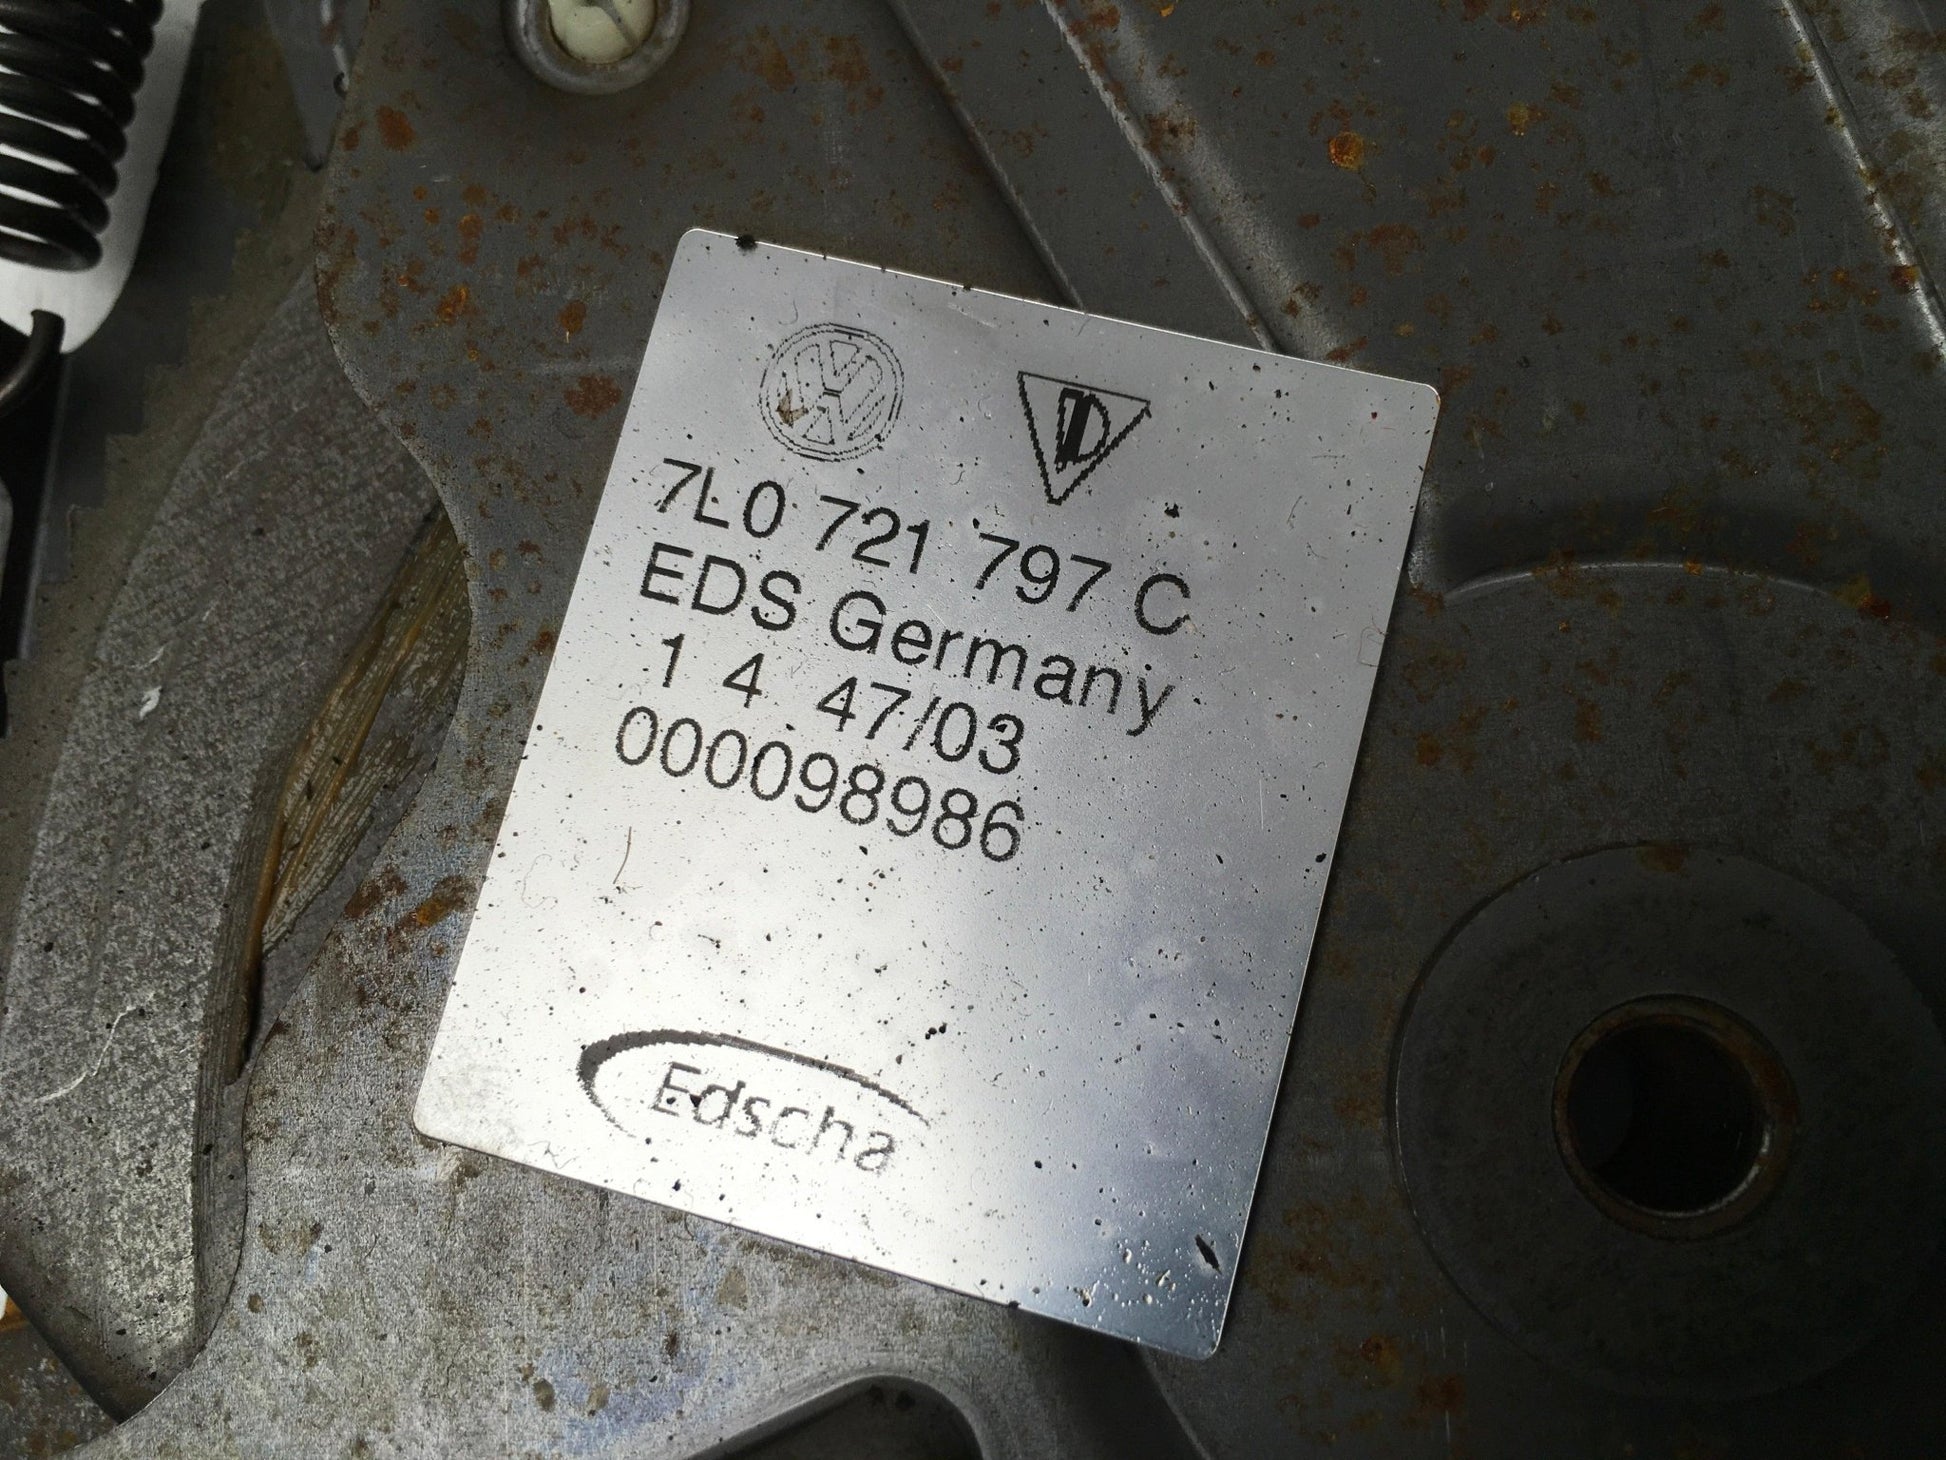 7L0 721 797 C
EDS Germany
1 4 47/03
000098986
Edscha